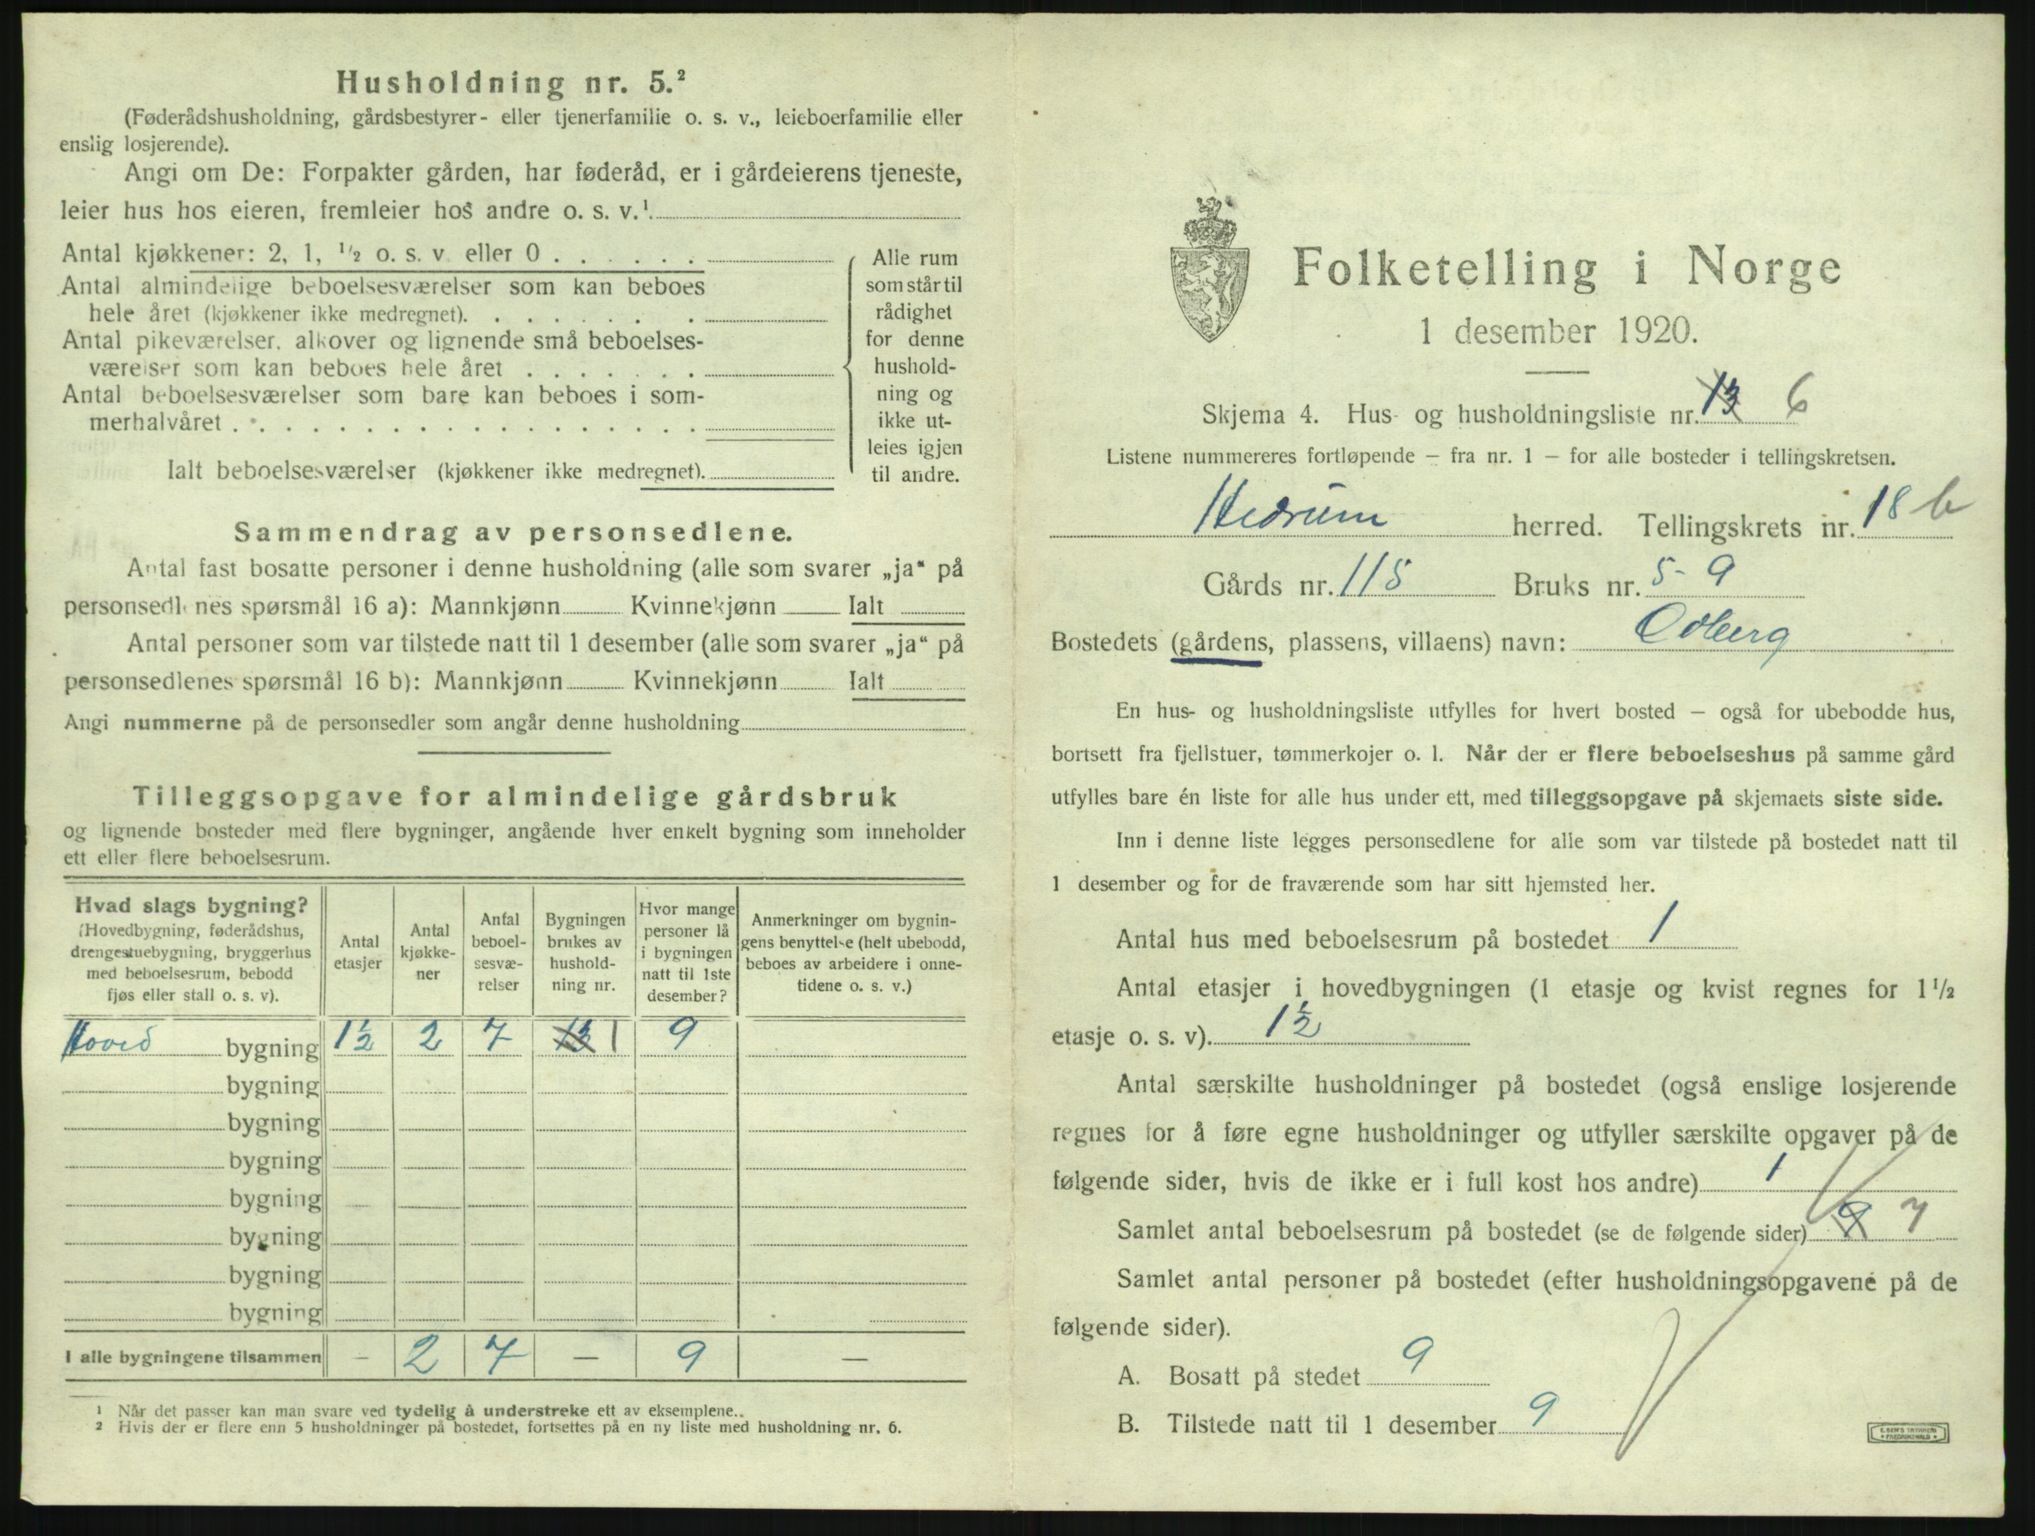 Husholdning nr. 5.²
(Føderådshusholdning, gårdsbestyrer- eller tjenerfamilie o. s. v., leieboerfamilie eller
enslig losjerende).
Angi om De: Forpakter gården, har føderåd, er i gårdeierens tjeneste,
leier hus hos eieren, fremleier hos andre o. s. v.¹
Antal kjøkkener: 2, 1, ½ o. s. v eller 0
Antal almindelige beboelsesværelser som kan beboes
hele året (kjøkkener ikke medregnet).
Antal pikeværelser, alkover og lignende små beboelses-
værelser som kan beboes hele året
Antal beboelsesværelser som bare kan beboes i som-
merhalvåret
Ialt beboelsesværelser (kjøkkener ikke medregnet).
Alle rum
som står til
rådighet
for denne
hushold-
ning og
ikke ut-
leies igjen
til andre.
Sammendrag av personsedlene.
Antal fast bosatte personer i denne husholdning (alle som svarer „ja“ på
personsedlenes spørsmål 16 a): Mannkjønn Kvinnekjønn Ialt
Antal personer som var tilstede natt til 1 desember (alle som svarer „ja“ på
personsedlenes spørsmål 16 b): Mannkjønn Kvinnekjønn Ialt
Angi nummerne på de personsedler som angår denne husholdning
Tilleggsopgave for almindelige gårdsbruk
og lignende bosteder med flere bygninger, angående hver enkelt bygning som inneholder
ett eller flere beboelsesrum.
Hvad slags bygning?
(Hovedbygning, føderådshus,
drengestuebygning, bryggerhus
med beboelsesrum, bebodd
fjøs eller stall o. s. v).
Antal
etasjer
Antal
kjøkke-
ner
Antal
beboel-
sesvæ-
relser
Bygningen
brukes av
hushold-
ning nr.
Hvor mange
personer lå
i bygningen
natt til 1ste
desember?
Anmerkninger om bygnin-
gens benyttelse (helt ubebodd,
beboes av arbeidere i onne-
tidene o. s. v.)
Hoved bygning 1½ 2 7 13 1 9
bygning
bygning
bygning
bygning
bygning
bygning
bygning
I alle bygningene tilsammen – 2 7 – 9 –
¹ Når det passer kan man svare ved tydelig å understreke ett av eksemplene.
² Hvis der er flere enn 5 husholdninger på bostedet, fortsettes på en ny liste med husholdning nr. 6.
Folketelling i Norge
1 desember 1920.
Skjema 4. Hus- og husholdningsliste nr. 13 6
Listene nummereres fortløpende – fra nr. 1 – for alle bosteder i tellingskretsen.
Hedrum herred. Tellingskrets nr. 18 b
Gårds nr. 115 Bruks nr. 5-9
Bostedets (gårdens, plassens, villaens) navn: Odberg
En hus- og husholdningsliste utfylles for hvert bosted – også for ubebodde hus,
bortsett fra fjellstuer, tømmerkojer o. l. Når der er flere beboelseshus på samme gård
utfylles bare én liste for alle hus under ett, med tilleggsopgave på skjemaets siste side.
Inn i denne liste legges personsedlene for alle som var tilstede på bostedet natt til
1 desember og for de fraværende som har sitt hjemsted her.
Antal hus med beboelsesrum på bostedet 1
Antal etasjer i hovedbygningen (1 etasje og kvist regnes for 1½
etasje o. s. v). 1½
Antal særskilte husholdninger på bostedet (også enslige losjerende
regnes for å føre egne husholdninger og utfyller særskilte opgaver på de
følgende sider, hvis de ikke er i full kost hos andre) 1
Samlet antal beboelsesrum på bostedet (se de følgende sider) 9 7
Samlet antal personer på bostedet (efter husholdningsopgavene på de
følgende sider).
A. Bosatt på stedet 9
B. Tilstede natt til 1 desember 9